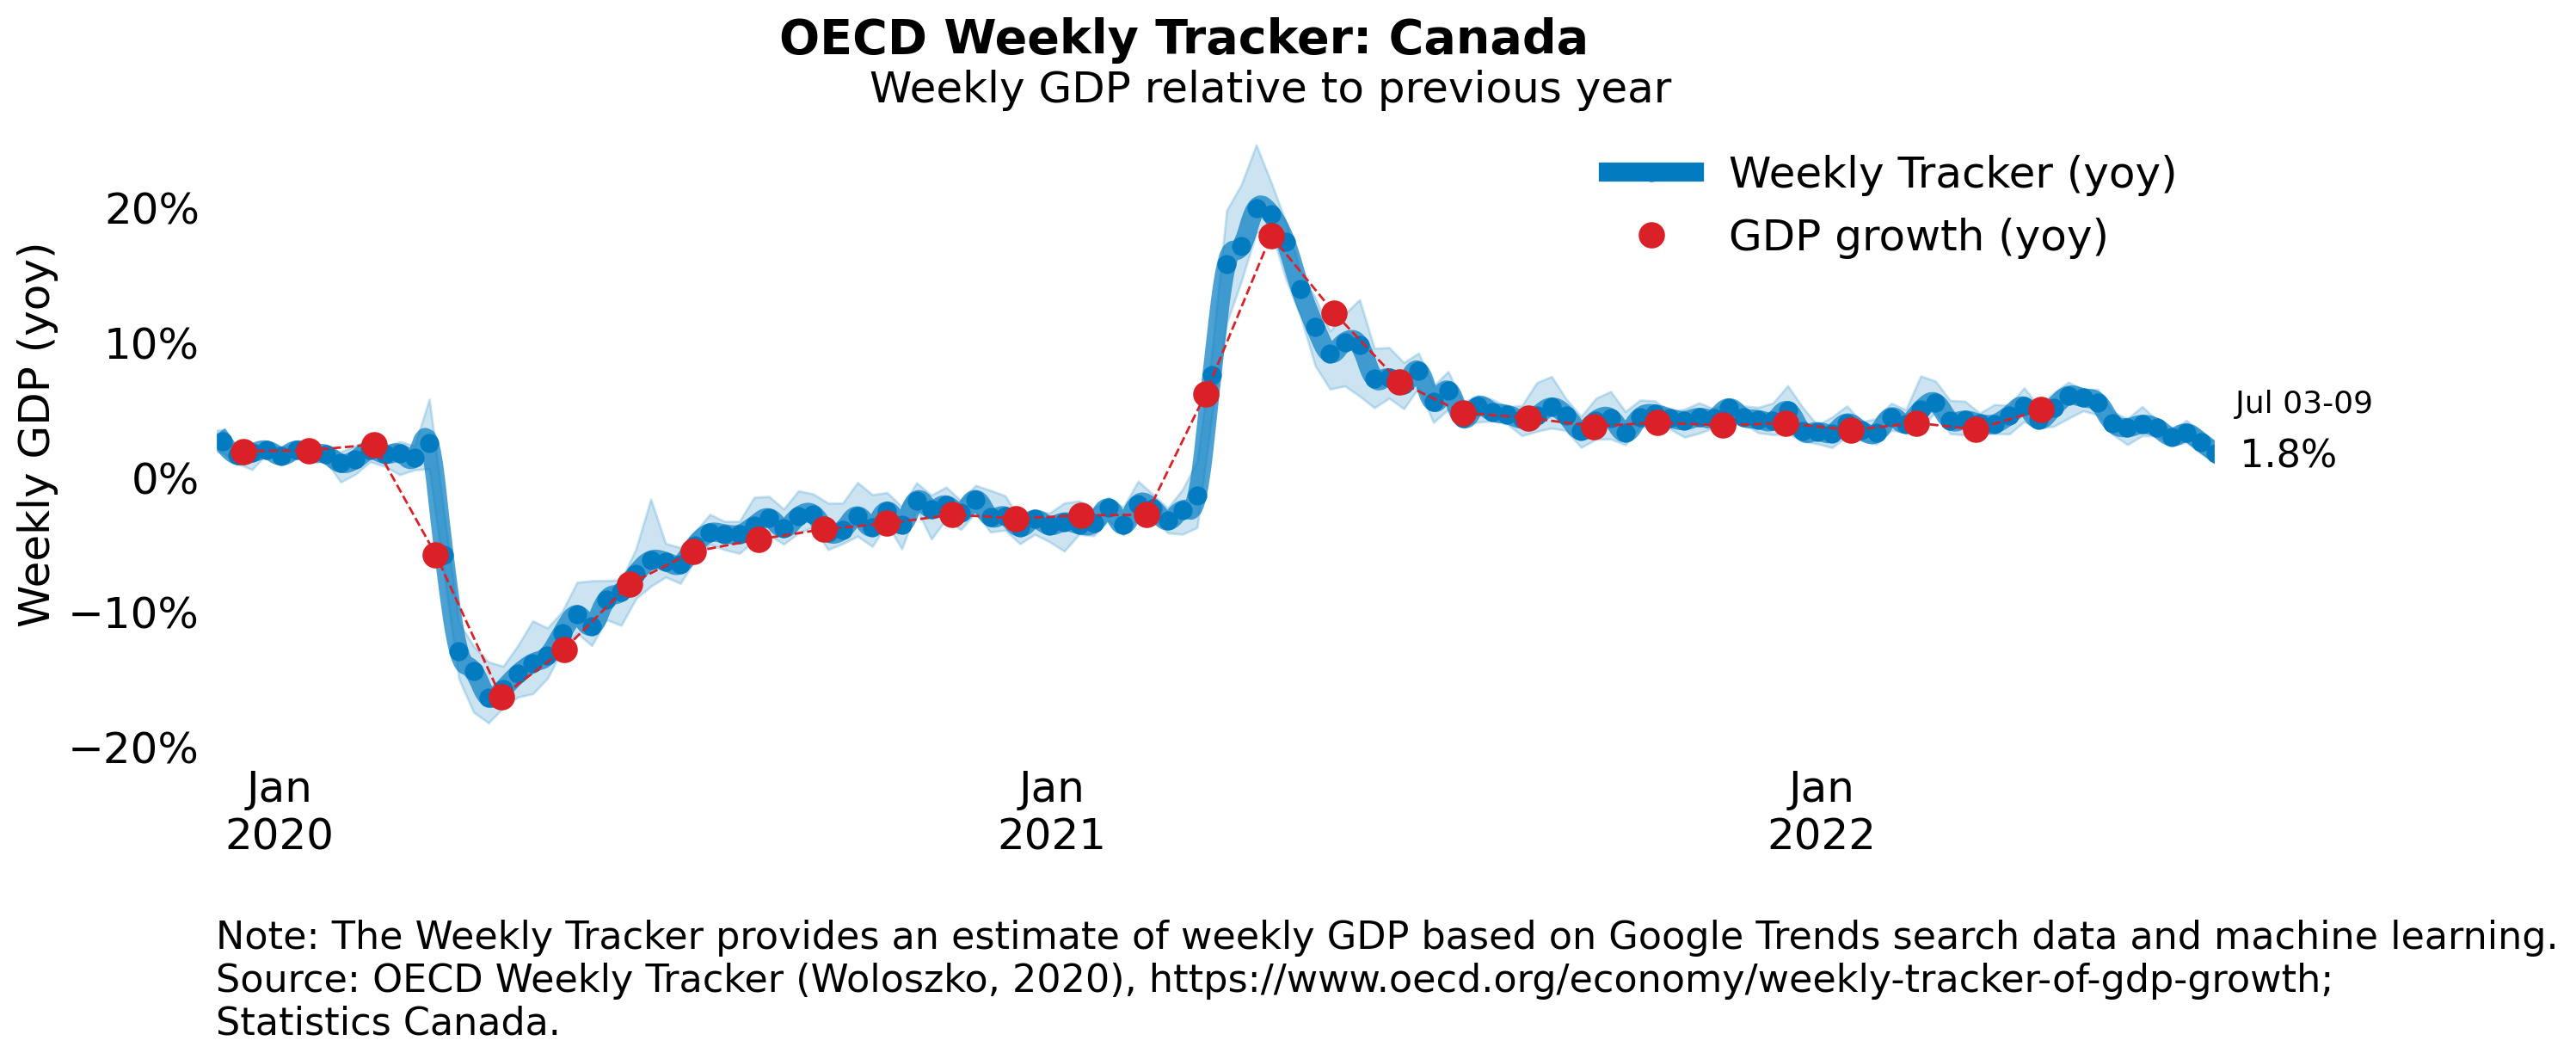 OECD Weekly Tracker: Canada
Weekly GDP relative to previous year
Weekly Tracker (yoy)
GDP growth (yoy)
Weekly GDP (yoy)
20%
10%
0%
−10%
−20%
Jul 03-09
1.8%
Jan
2020
Jan
2021
Jan
2022
Note: The Weekly Tracker provides an estimate of weekly GDP based on Google Trends search data and machine learning.
Source: OECD Weekly Tracker (Woloszko, 2020), https://www.oecd.org/economy/weekly-tracker-of-gdp-growth;
Statistics Canada.